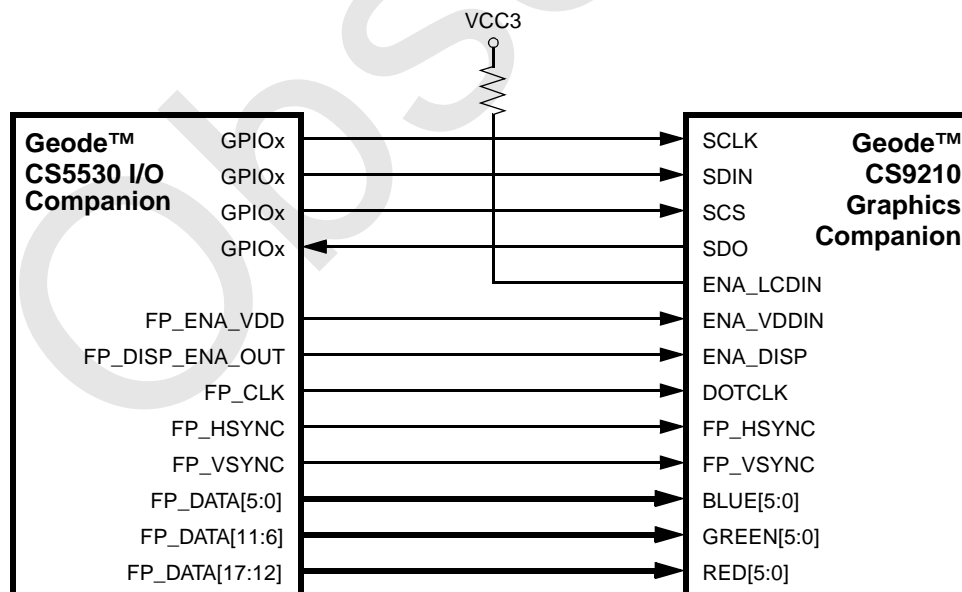 VCC3
Geode™
CS5530 I/O
Companion
GPIOx
GPIOx
GPIOx
GPIOx
FP_ENA_VDD
FP_DISP_ENA_OUT
FP_CLK
FP_HSYNC
FP_VSYNC
FP_DATA[5:0]
FP_DATA[11:6]
FP_DATA[17:12]
SCLK
SDIN
SCS
SDO
ENA_LCDIN
ENA_VDDIN
ENA_DISP
DOTCLK
FP_HSYNC
FP_VSYNC
BLUE[5:0]
GREEN[5:0]
RED[5:0]
Geode™
CS9210
Graphics
Companion